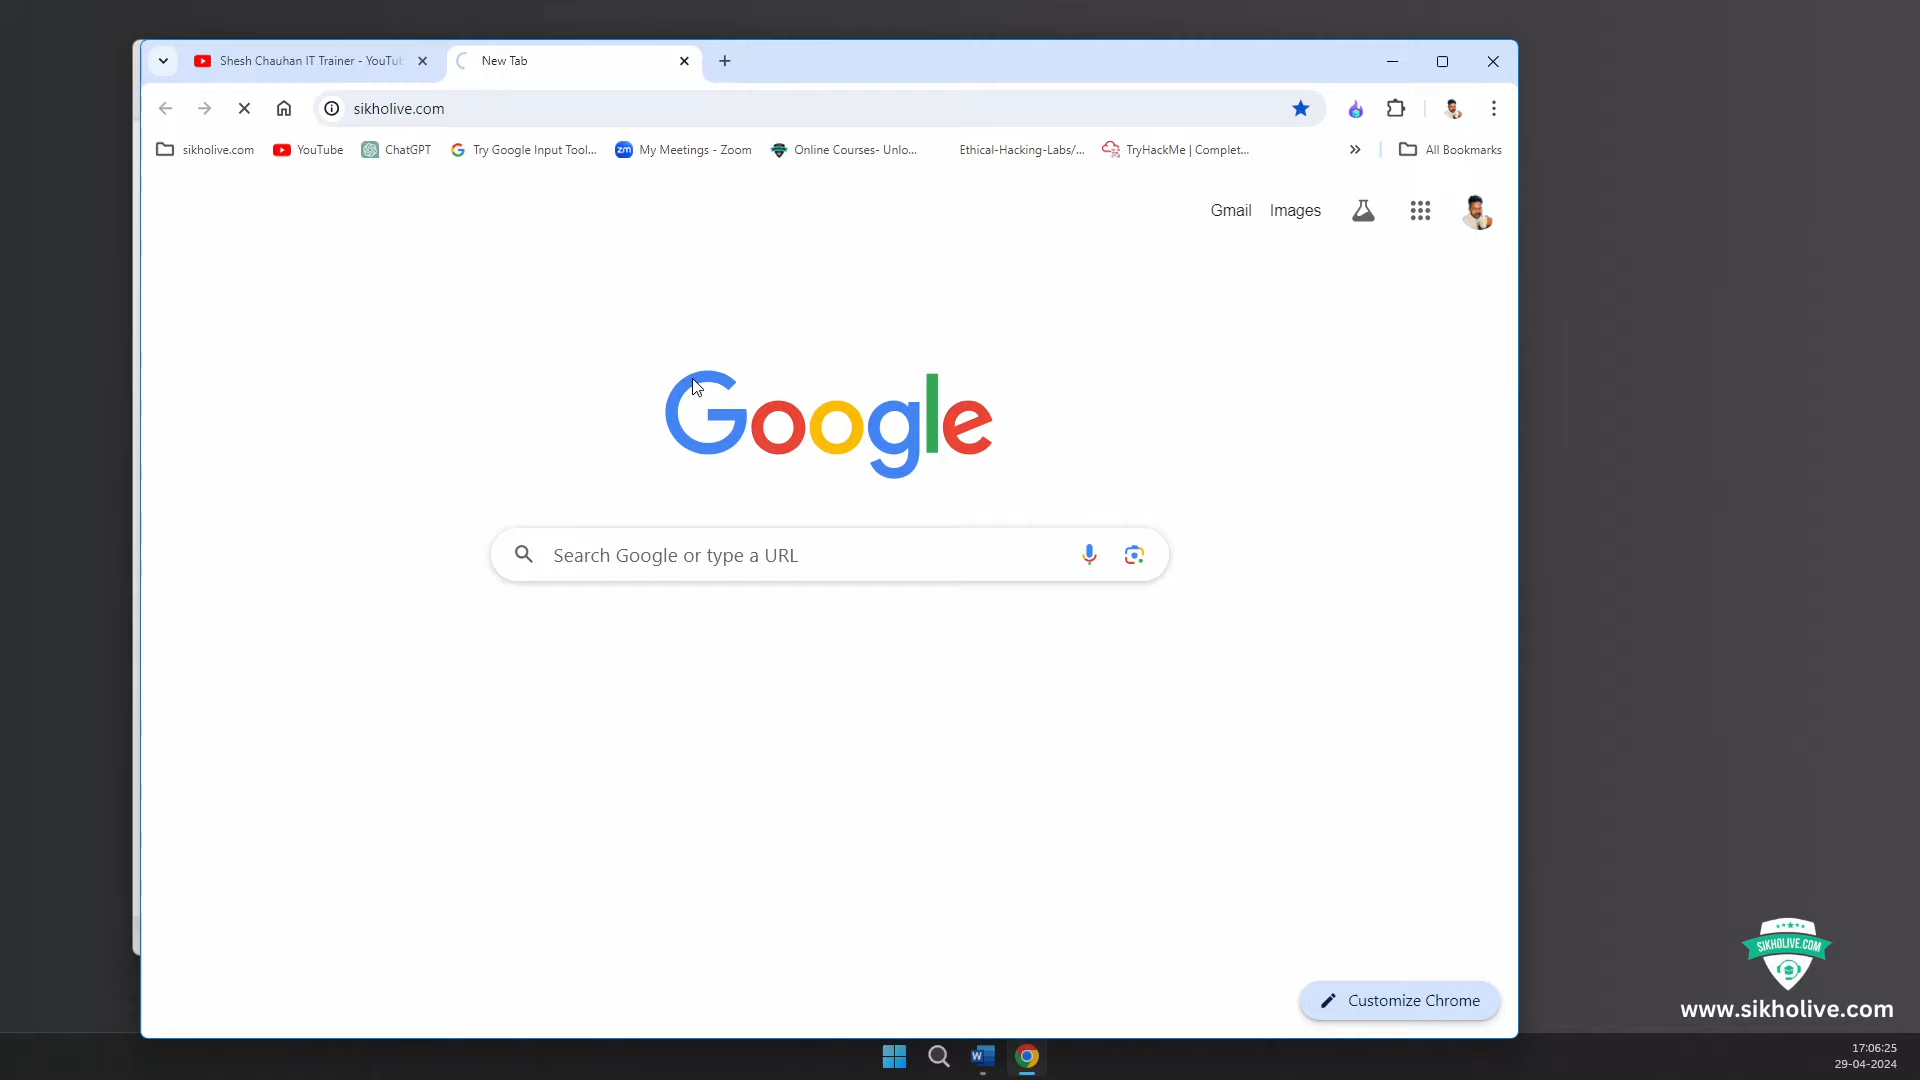 Shesh Chauhan IT Trainer - YouTu
New Tab
sikholive.com
sikholive.com
YouTube
ChatGPT
Try Google Input Tool...
zm My Meetings - Zoom
Online Courses- Unlo...
Ethical-Hacking-Labs/...
TryHackMe | Complet...
All Bookmarks
Gmail
Images
Google
Search Google or type a URL
Customize Chrome
SIKHOLIVE.COM
www.sikholive.com
W
17:06:25
29-04-2024